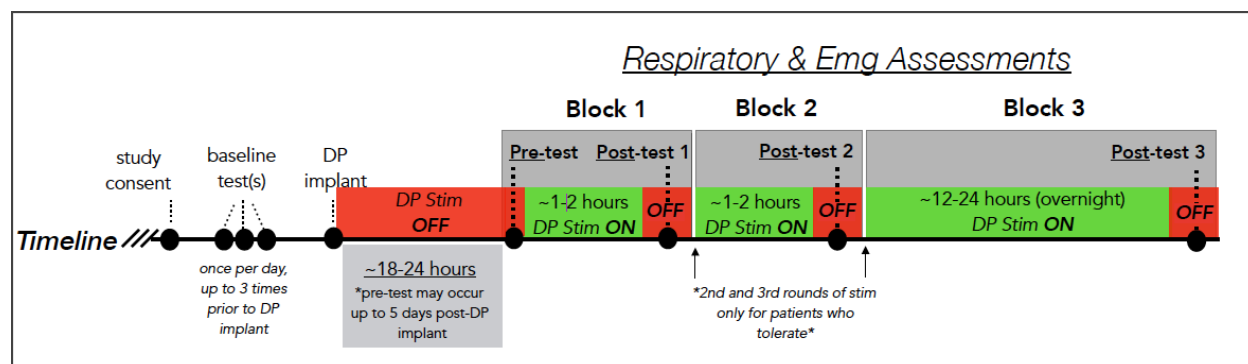 Respiratory & Emg Assessments
Block 1
Block 2
Block 3
study
consent
baseline
test(s)
DP
implant
Pre-test
Post-test 1
Post-test 2
Post-test 3
DP Stim
OFF
~1-2 hours
DP Stim ON
OFF
~1-2 hours
DP Stim ON
OFF
~12-24 hours (overnight)
DP Stim ON
OFF
Timeline
once per day,
up to 3 times
prior to DP
implant
~18-24 hours
*pre-test may occur
up to 5 days post-DP
implant
*2nd and 3rd rounds of stim
only for patients who
tolerate*